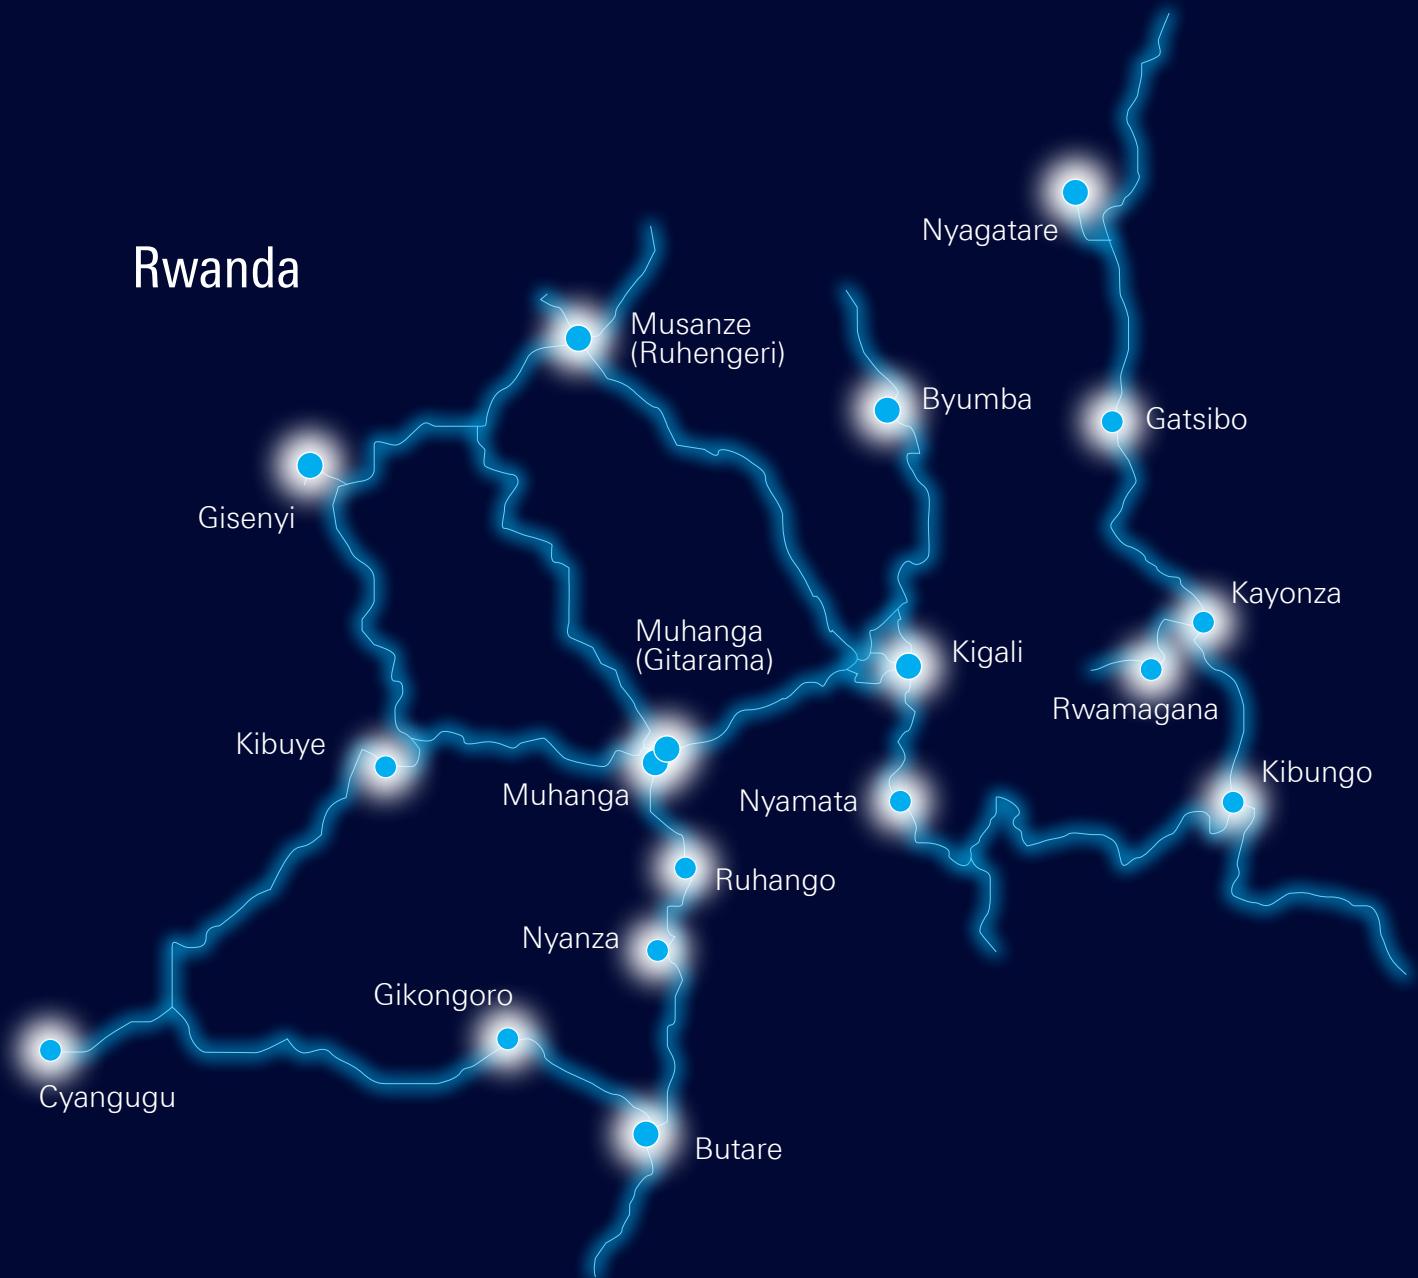 Nyagatare
Rwanda
Musanze
(Ruhengeri)
Byumba
Gatsibo
Gisenyi
Kayonza
Muhanga
(Gitarama)
Kigali
Rwamagana
Kibuye
Kibungo
Muhanga
Nyamata
Ruhango
Nyanza
Gikongoro
Cyangugu
Butare